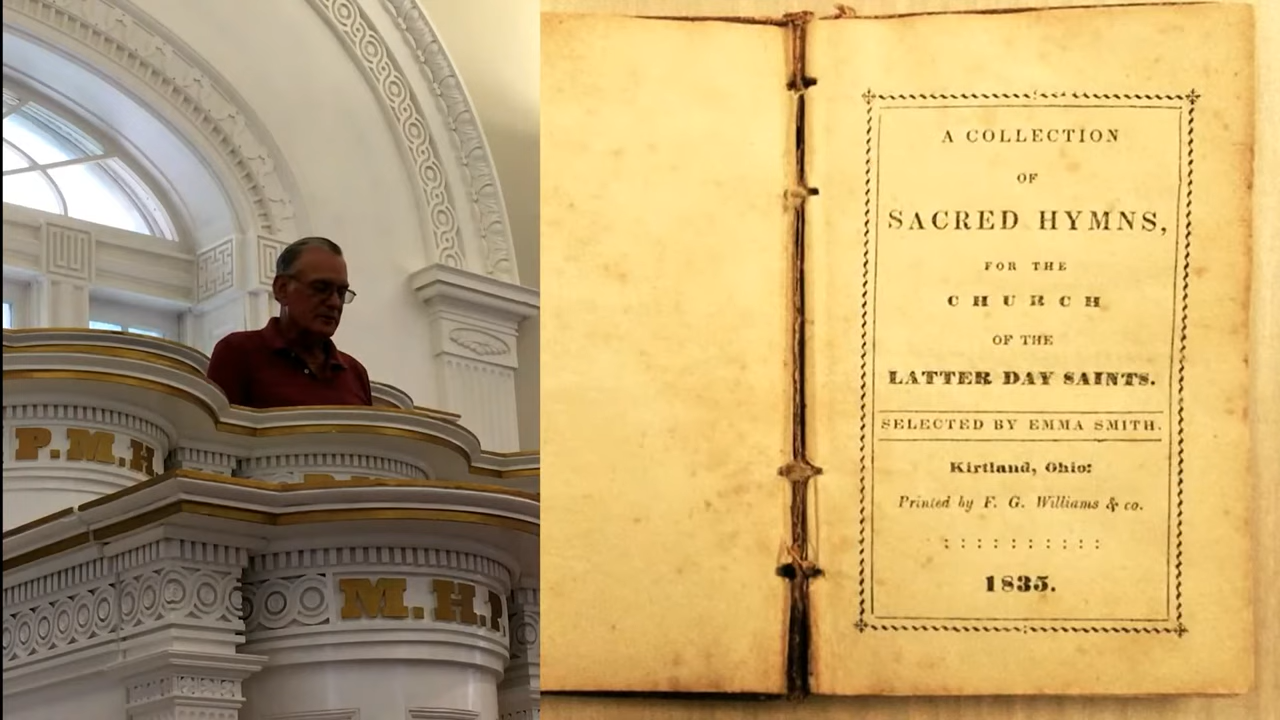 P.M.H
M.H.P
A COLLECTION
OF
SACRED HYMNS,
FOR THE
CHURCH
OF THE
LATTER DAY SAINTS.
SELECTED BY EMMA SMITH.
Kirtland, Ohio:
Printed by F. G. Williams & co.
1835.